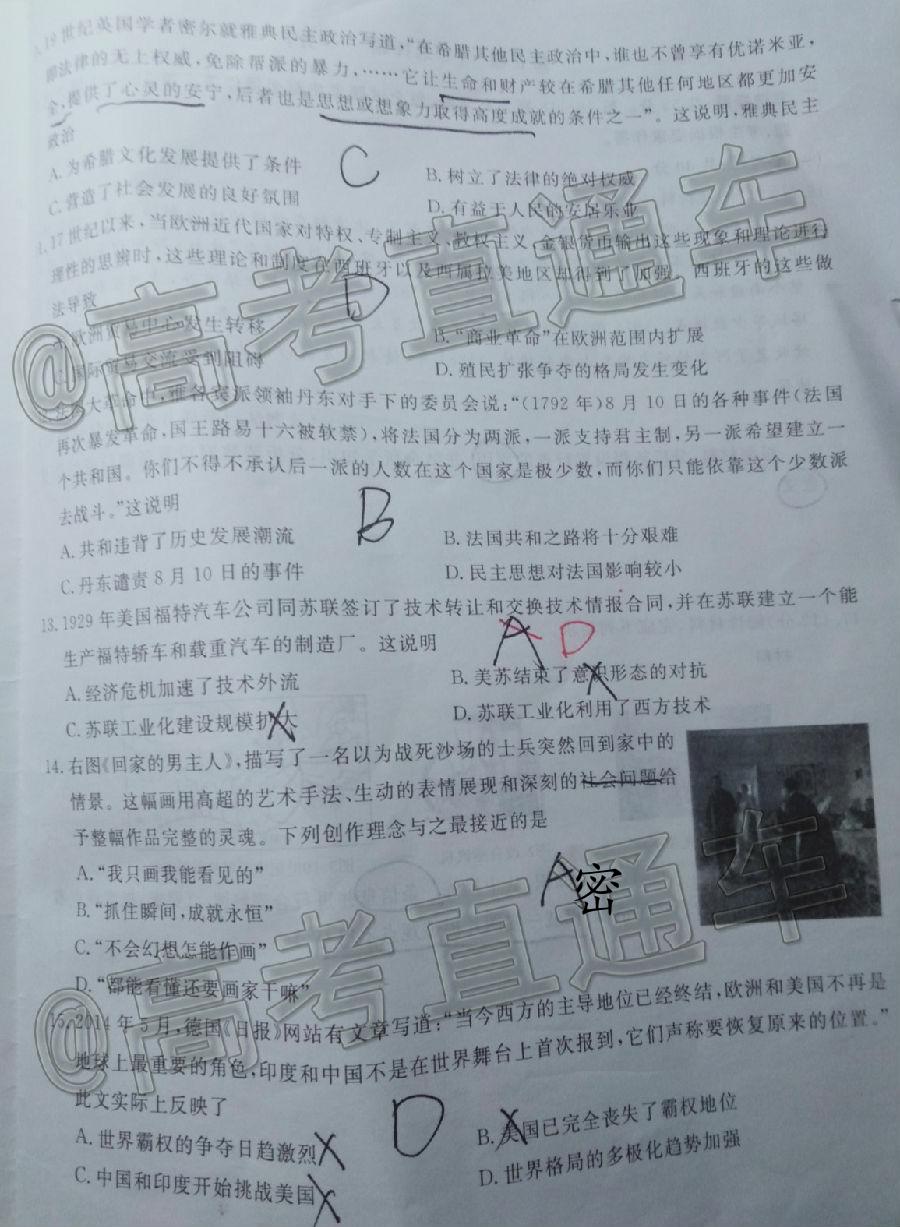 19世纪英国学者密尔就雅典民主政治写道,“在希腊其他民主政治中,谁也不曾享有优诺米亚,
即法律的无上权威,免除帮派的暴力,……它让生命和财产较在希腊其他任何地区都更加安
全,提供了心灵的安宁,后者也是思想或想象力取得高度成就的条件之一”。这说明,雅典民主
政治
A.为希腊文化发展提供了条件
C
B.树立了法律的绝对权威
C.营造了社会发展的良好氛围
D.有益于人民的安居乐业
17世纪以来,当欧洲近代国家对特权、专制主义、教权主义、金银货币输出这些现象和理论进行
理性的思辨时,这些理论和制度在西班牙以及西属拉美地区却得到了加强。西班牙的这些做
法导致
D
欧洲贸易中心发生转移
B.“商业革命”在欧洲范围内扩展
C.国际贸易交流受到阻碍
D.殖民扩张争夺的格局发生变化
大革命中,雅各宾派领袖丹东对手下的委员会说:“(1792年)8月10日的各种事件(法国
再次暴发革命,国王路易十六被软禁),将法国分为两派,一派支持君主制,另一派希望建立一
个共和国。你们不得不承认后一派的人数在这个国家是极少数,而你们只能依靠这个少数派
去战斗。”这说明
B
A.共和违背了历史发展潮流
B.法国共和之路将十分艰难
C.丹东谴责8月10日的事件
D.民主思想对法国影响较小
13.1929年美国福特汽车公司同苏联签订了技术转让和交换技术情报合同,并在苏联建立一个能
生产福特轿车和载重汽车的制造厂。这说明
A D
A.经济危机加速了技术外流
B.美苏结束了意识形态的对抗
C.苏联工业化建设规模扩大
D.苏联工业化利用了西方技术
14.右图《回家的男主人》,描写了一名以为战死沙场的士兵突然回到家中的
情景。这幅画用高超的艺术手法、生动的表情展现和深刻的社会问题给
予整幅作品完整的灵魂。下列创作理念与之最接近的是
A.“我只画我能看见的”
A 密
B.“抓住瞬间,成就永恒”
C.“不会幻想怎能作画”
D.“都能看懂还要画家干嘛”
15.2014年5月,德国《日报》网站有文章写道:“当今西方的主导地位已经终结,欧洲和美国不再是
地球上最重要的角色,印度和中国不是在世界舞台上首次报到,它们声称要恢复原来的位置。”
此文实际上反映了
D
A.世界霸权的争夺日趋激烈
B.美国已完全丧失了霸权地位
C.中国和印度开始挑战美国
D.世界格局的多极化趋势加强
@高考直通车
@高考直通车